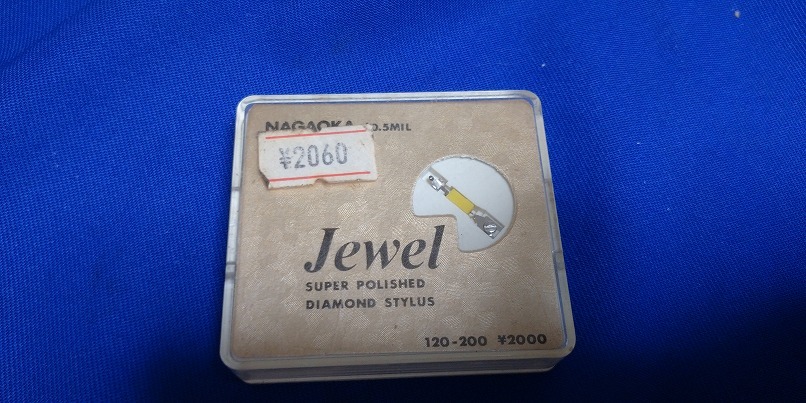 NAGAOKA 0.5MIL
¥2060
Jewel
SUPER POLISHED
DIAMOND STYLUS
120-200 ¥2000